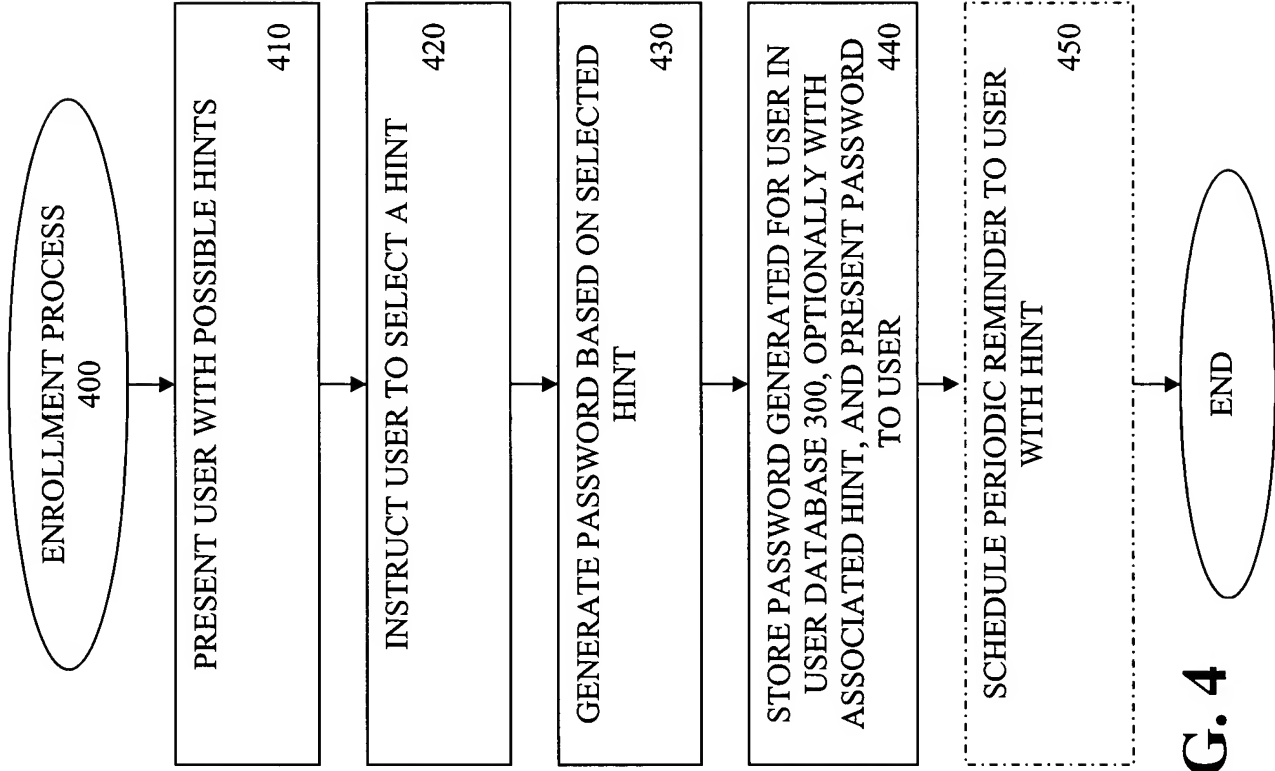 ENROLLMENT PROCESS
400
PRESENT USER WITH POSSIBLE HINTS
410
INSTRUCT USER TO SELECT A HINT
420
GENERATE PASSWORD BASED ON SELECTED
HINT
430
STORE PASSWORD GENERATED FOR USER IN
USER DATABASE 300, OPTIONALLY WITH
ASSOCIATED HINT, AND PRESENT PASSWORD
TO USER
440
SCHEDULE PERIODIC REMINDER TO USER
WITH HINT
450
END
G. 4